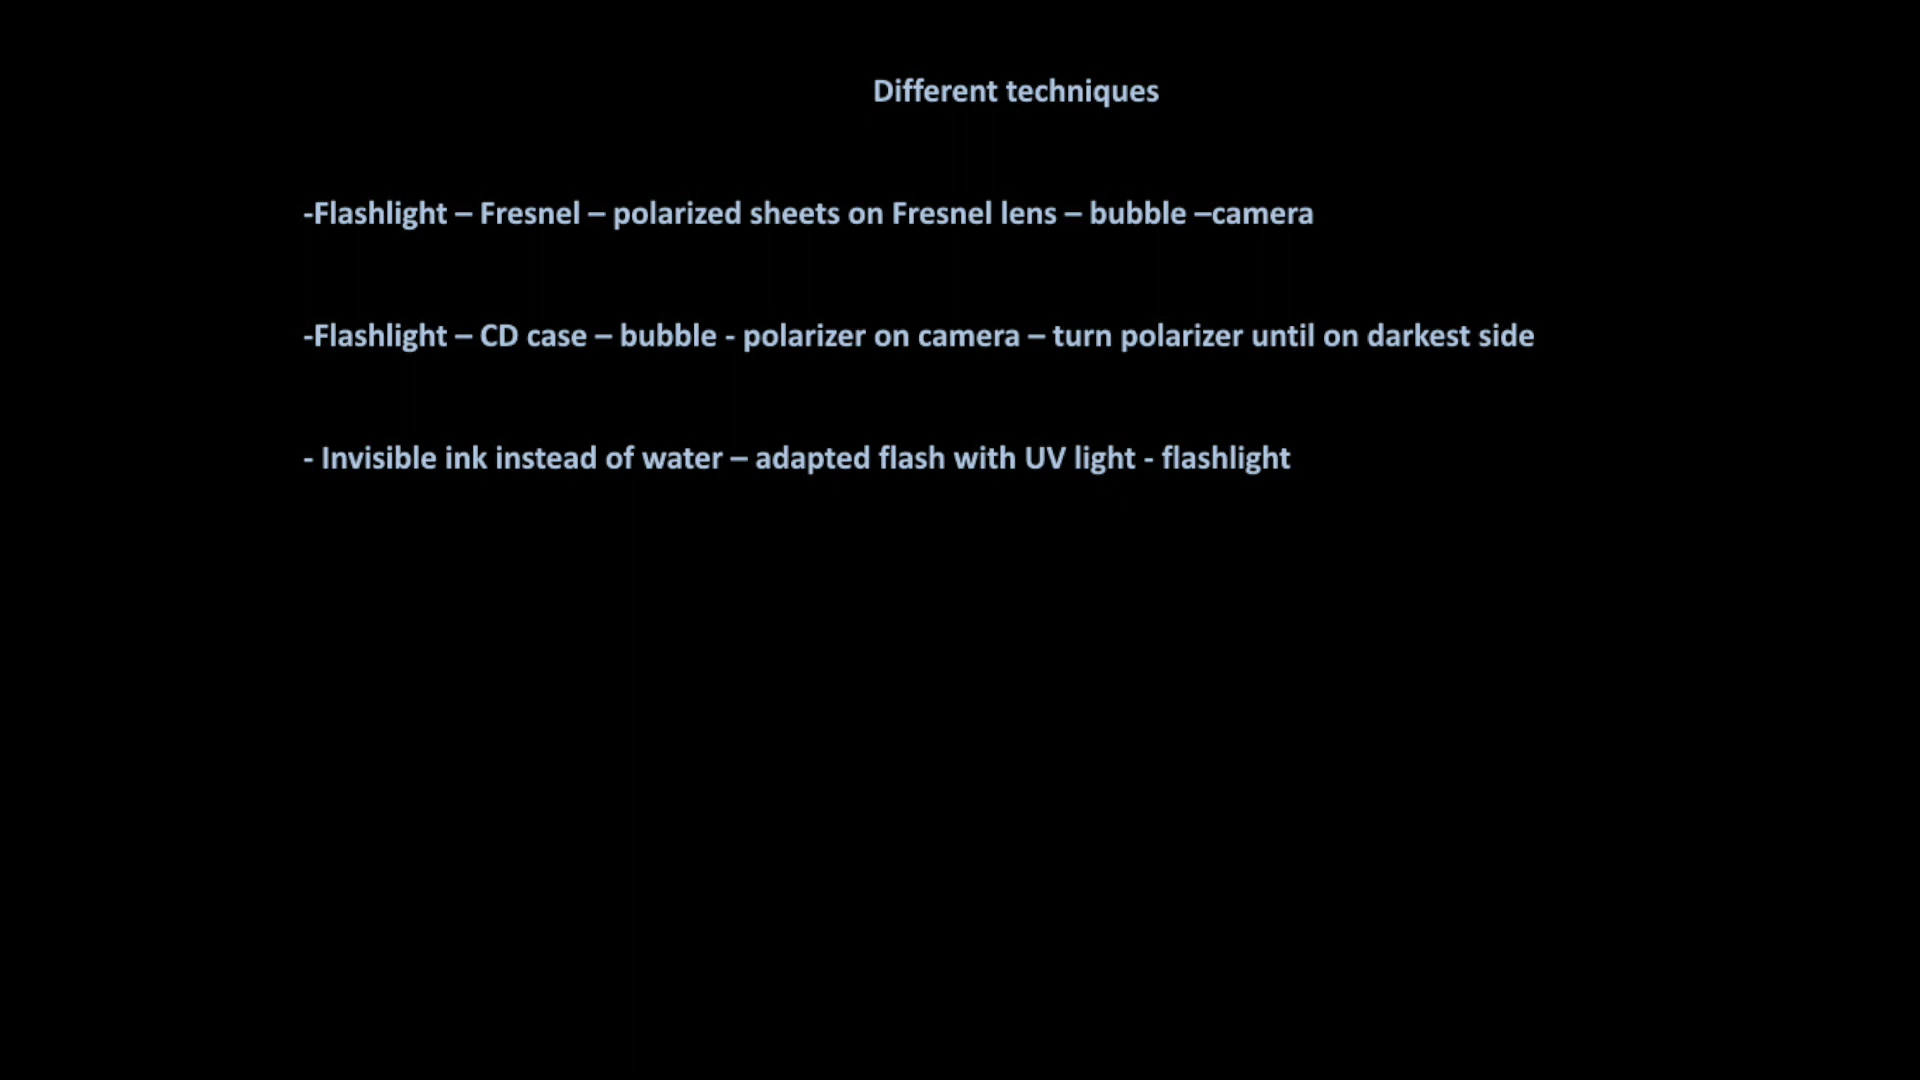 Different techniques
-Flashlight – Fresnel – polarized sheets on Fresnel lens – bubble –camera
-Flashlight – CD case – bubble - polarizer on camera – turn polarizer until on darkest side
- Invisible ink instead of water – adapted flash with UV light - flashlight